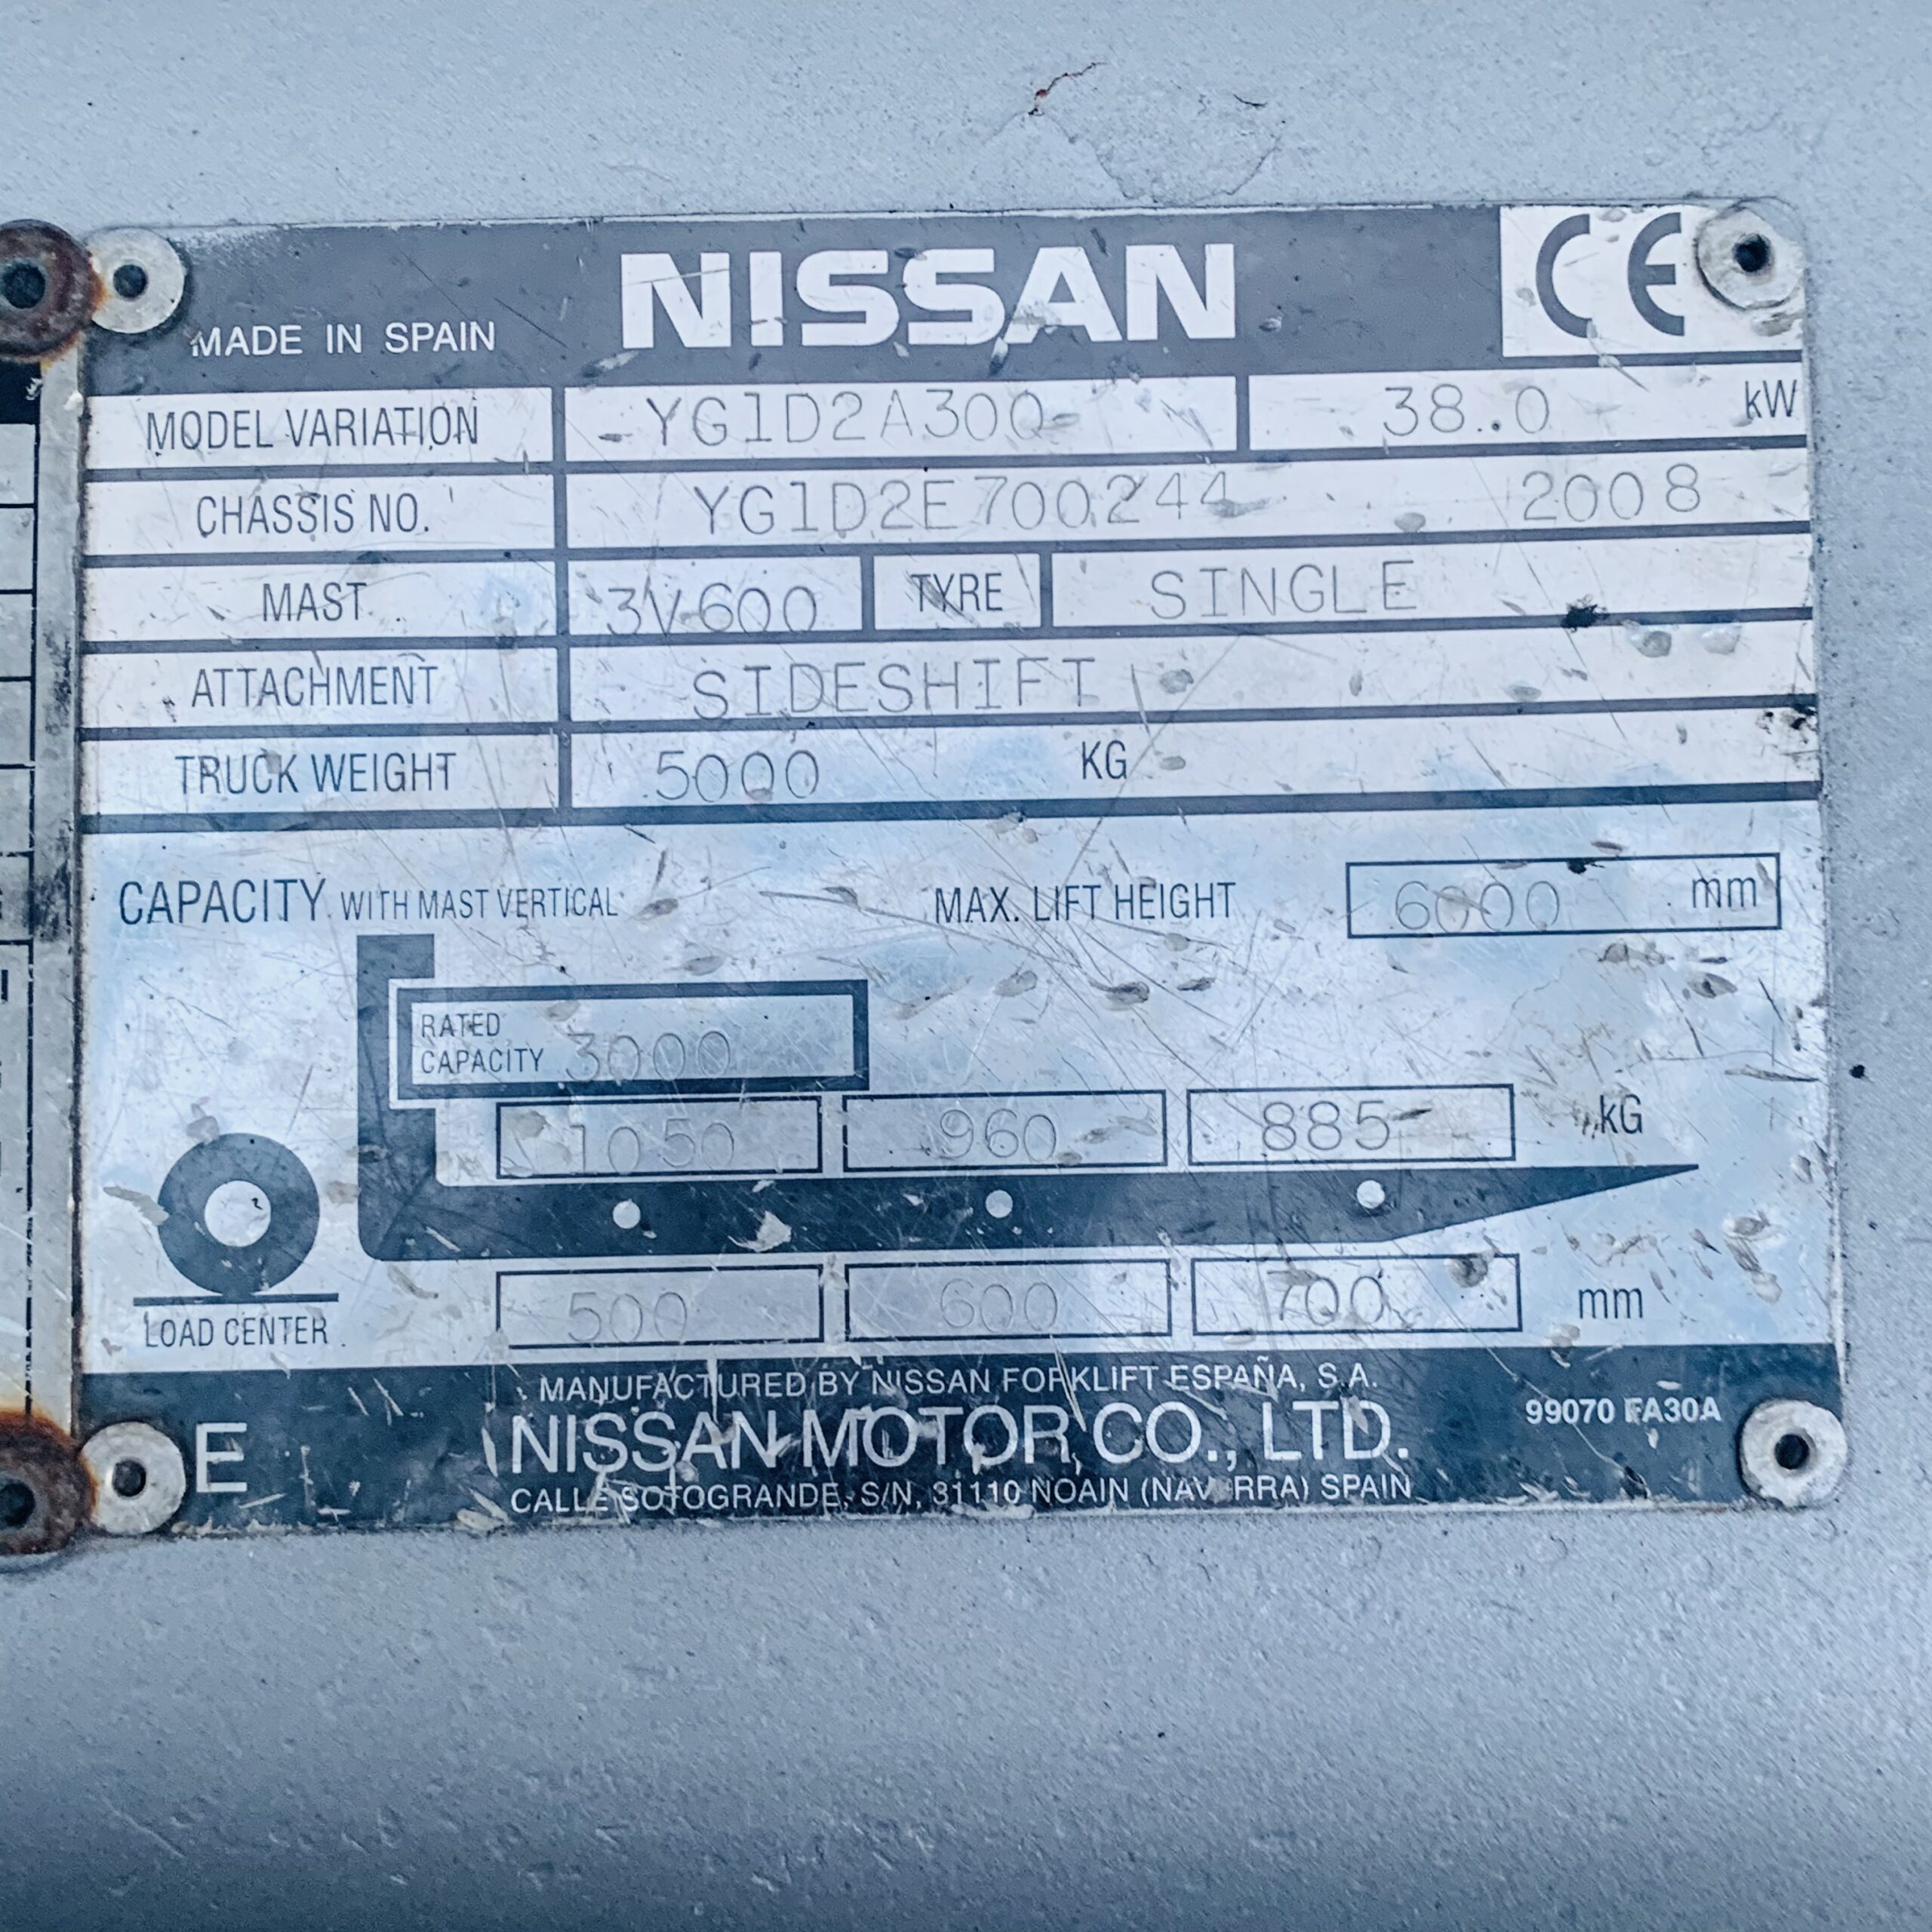 NISSAN CE
MADE IN SPAIN
MODEL VARIATION YG1D2A300 38.0 kW
CHASSIS NO. YG1D2E700244 2008
MAST 3V600 TYRE SINGLE
ATTACHMENT SIDESHIFT
TRUCK WEIGHT 5000 KG
CAPACITY WITH MAST VERTICAL MAX. LIFT HEIGHT 6000 mm
RATED
CAPACITY 3000
1050 960 885 kG
500 600 700 mm
LOAD CENTER
MANUFACTURED BY NISSAN FORKLIFT ESPAÑA, S.A.
E NISSAN MOTOR CO., LTD. 99070 FA30A
CALLE SOTOGRANDE, S/N, 31110 NOAIN (NAVARRA) SPAIN